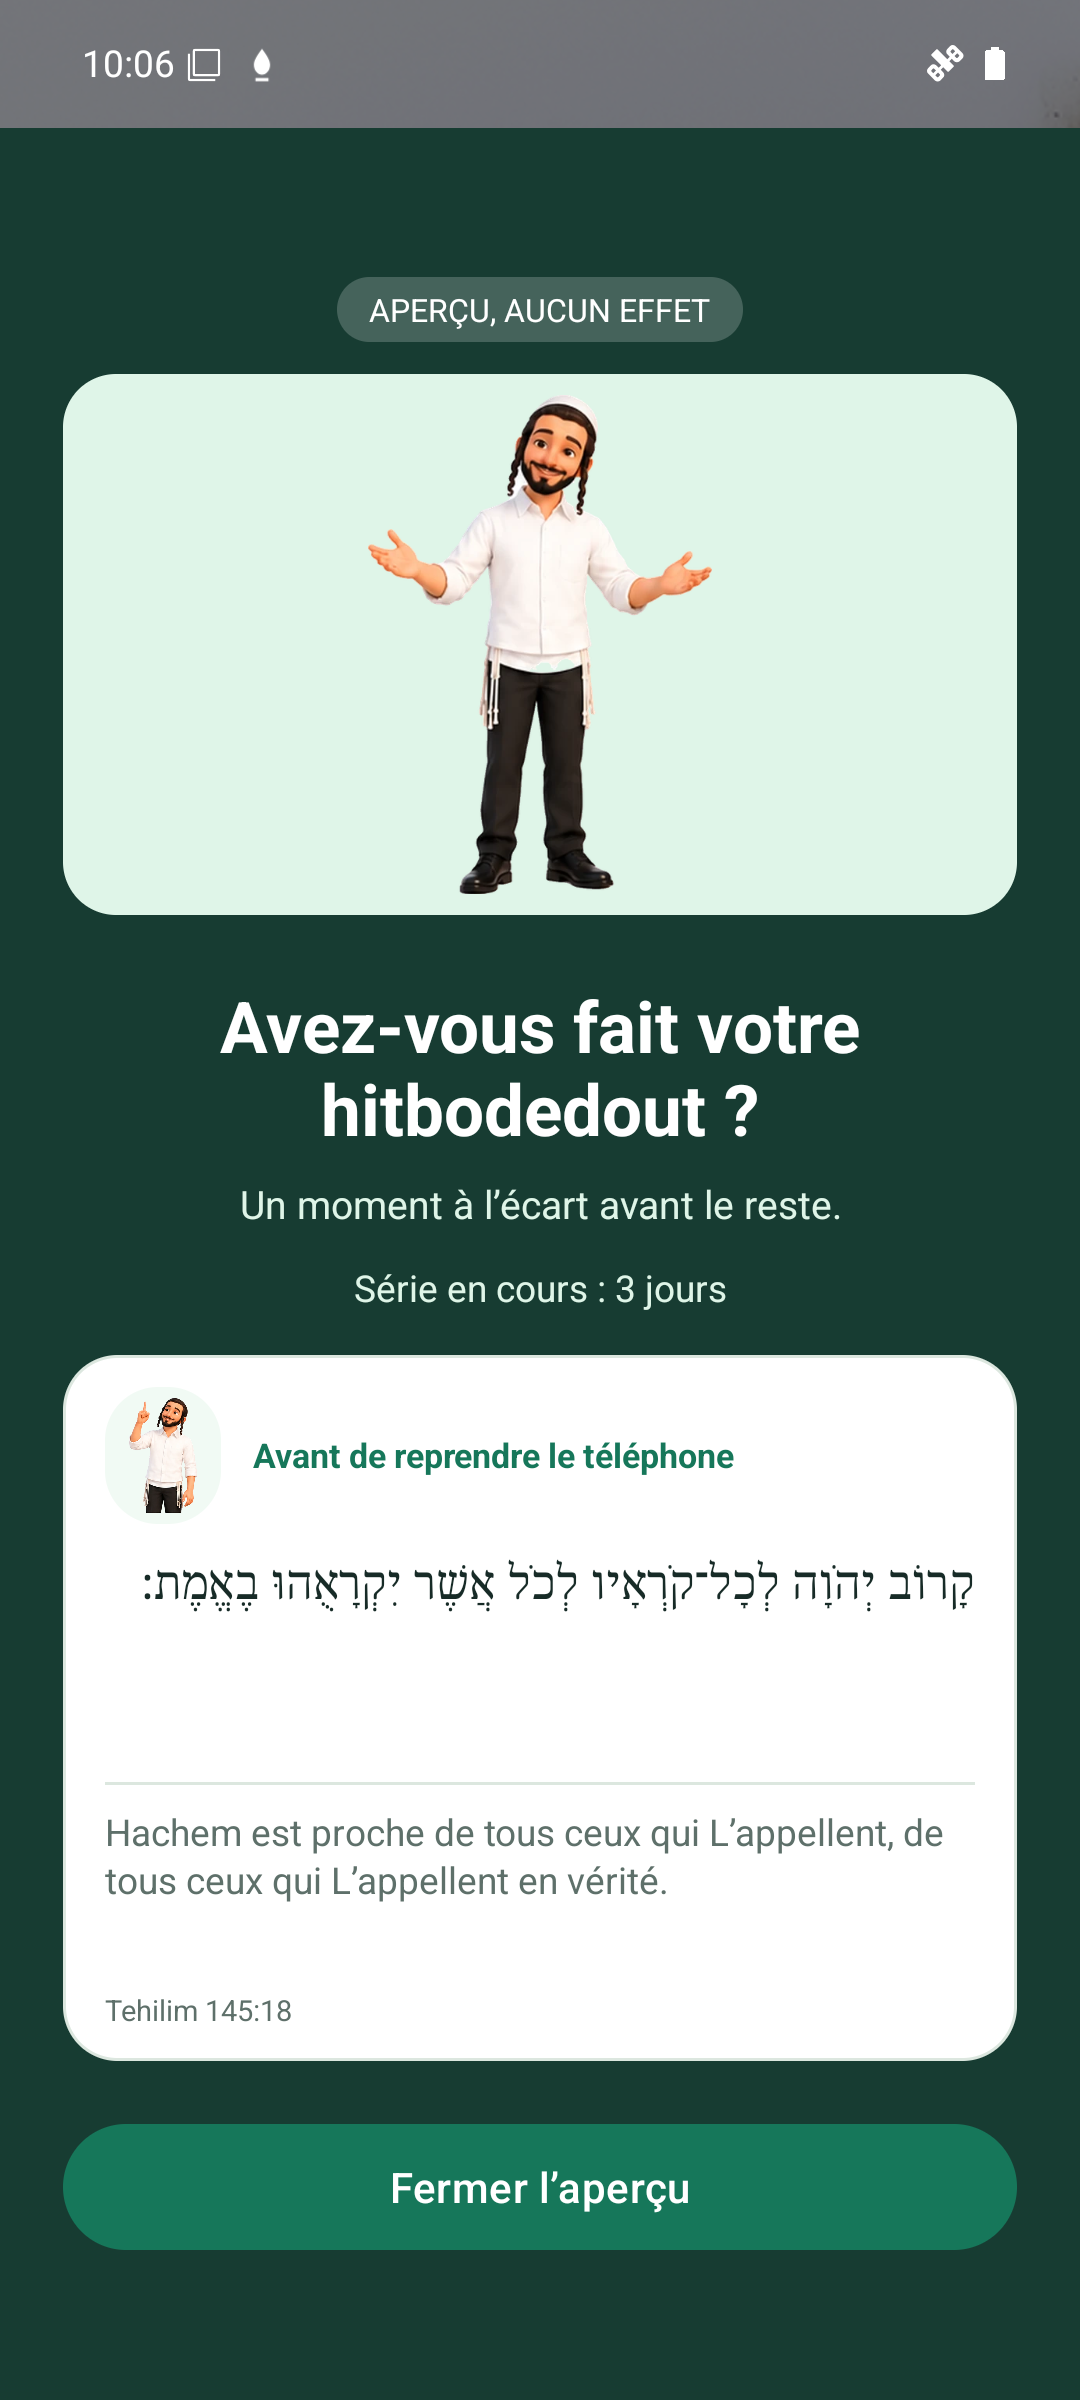 10:06
APERÇU, AUCUN EFFET
Avez-vous fait votre
hitbodedout ?
Un moment à l’écart avant le reste.
Série en cours : 3 jours
Avant de reprendre le téléphone
קָרוֹב יְהֹוָה לְכׇל־קֹרְאָיו לְכֹל אֲשֶׁר יִקְרָאֻהוּ בֶאֱמֶת׃
Hachem est proche de tous ceux qui L’appellent, de
tous ceux qui L’appellent en vérité.
Tehilim 145:18
Fermer l’aperçu